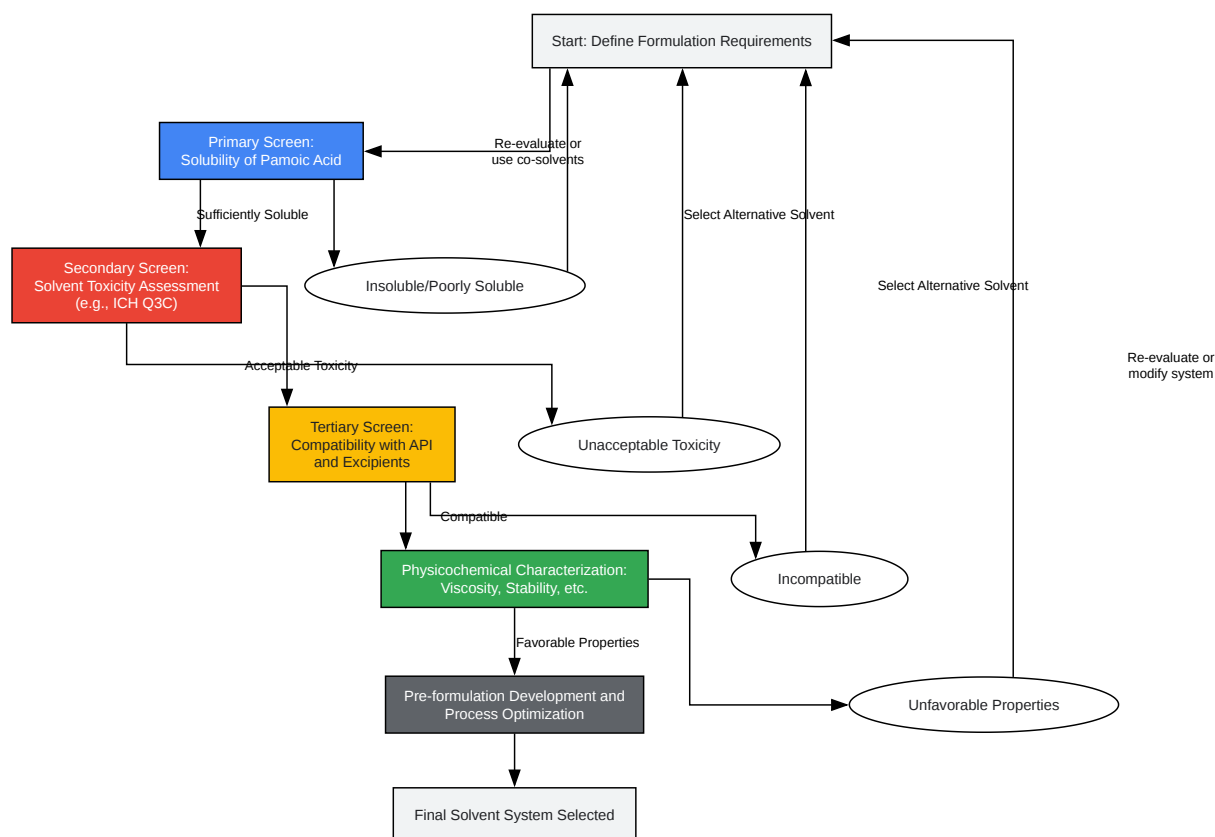 Start: Define Formulation Requirements
Primary Screen:
Solubility of Pamoic Acid
Re-evaluate or
use co-solvents
Sufficiently Soluble
Select Alternative Solvent
Secondary Screen:
Solvent Toxicity Assessment
(e.g., ICH Q3C)
Insoluble/Poorly Soluble
Select Alternative Solvent
Acceptable Toxicity
Re-evaluate or
modify system
Tertiary Screen:
Compatibility with API
and Excipients
Unacceptable Toxicity
Compatible
Physicochemical Characterization:
Viscosity, Stability, etc.
Incompatible
Favorable Properties
Pre-formulation Development and
Process Optimization
Unfavorable Properties
Final Solvent System Selected